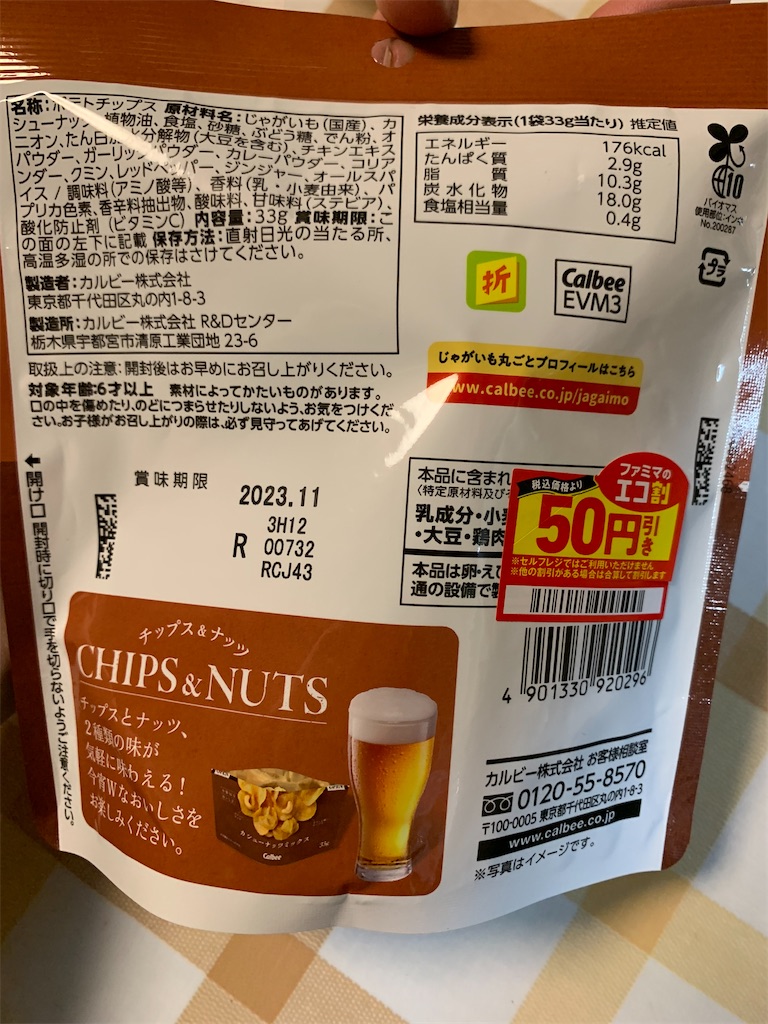 名称:ポテトチップス 原材料名:じゃがいも(国産)、カ
シューナッツ、植物油、食塩、砂糖、ぶどう糖、でん粉、オ
ニオン、たん白加水分解物(大豆を含む)、チキンエキス
パウダー、ガーリックパウダー、カレーパウダー、コリア
ンダー、クミン、レッドペッパー、ジンジャー、オールスパ
イス / 調味料(アミノ酸等)、香料(乳・小麦由来)、パ
プリカ色素、香辛料抽出物、酸味料、甘味料(ステビア)、
酸化防止剤(ビタミンC) 内容量:33g 賞味期限:こ
の面の左下に記載 保存方法:直射日光の当たる所、
高温多湿の所での保存はさけてください。
製造者:カルビー株式会社
東京都千代田区丸の内1-8-3
製造所:カルビー株式会社 R&Dセンター
栃木県宇都宮市清原工業団地 23-6
取扱上の注意:開封後はお早めにお召し上がりください。
対象年齢:6才以上 素材によってかたいものがあります。
口の中を傷めたり、のどにつまらせたりしないよう、お気をつけくだ
さい。お子様がお召し上がりの際は、必ず見守ってあげてください。
栄養成分表示(1袋33g当たり) 推定値
エネルギー 176kcal
たんぱく質 2.9g
脂質 10.3g
炭水化物 18.0g
食塩相当量 0.4g
10
バイオマス
使用部位:インキ
No.200287
プラ
折
Calbee
EVM3
じゃがいも丸ごとプロフィールはこちら
www.calbee.co.jp/jagaimo
賞味期限
2023.11
3H12
R 00732
RCJ43
←開け口 開封時に切り口で手を切らないようご注意ください。
本品に含まれ
(特定原材料及びそ
乳成分・小
・大豆・鶏肉
本品は卵・え
通の設備で製
ファミマの
エコ割
税込価格より
50円引き
※セルフレジではご利用いただけません
※他の割引がある場合は合算して割引します
4 901330 920296
チップス&ナッツ
CHIPS&NUTS
チップスとナッツ、
2種類の味が
気軽に味わえる!
今宵Wなおいしさを
お楽しみください。
カシューナッツミックス
Calbee
33g
カルビー株式会社 お客様相談室
0120-55-8570
〒100-0005 東京都千代田区丸の内1-8-3
www.calbee.co.jp
※写真はイメージです。